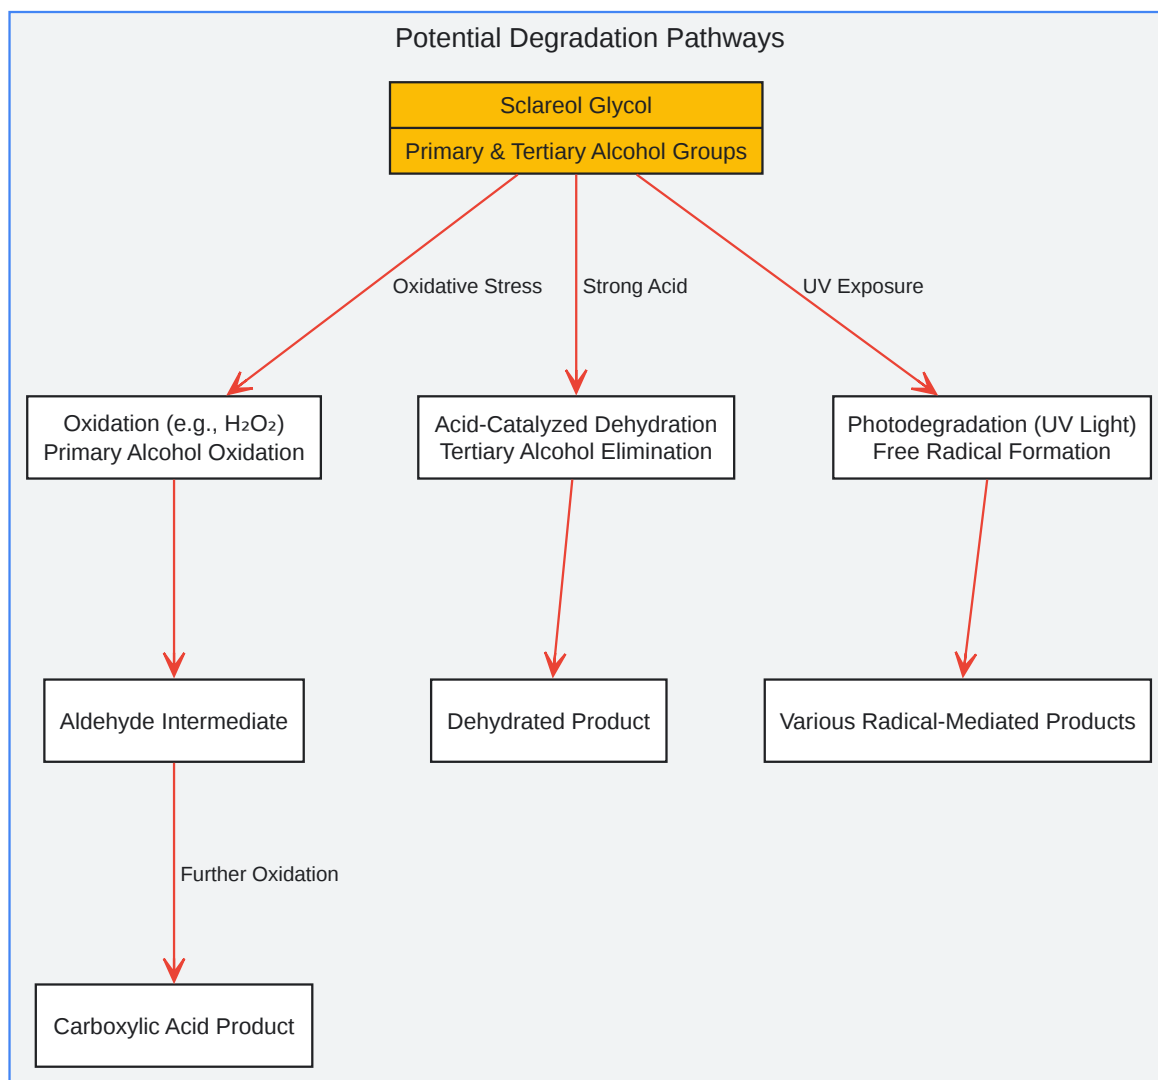 Potential Degradation Pathways
Sclareol Glycol
Primary & Tertiary Alcohol Groups
Oxidative Stress
Strong Acid
UV Exposure
Oxidation (e.g., H₂O₂)
Primary Alcohol Oxidation
Acid-Catalyzed Dehydration
Tertiary Alcohol Elimination
Photodegradation (UV Light)
Free Radical Formation
Aldehyde Intermediate
Dehydrated Product
Various Radical-Mediated Products
Further Oxidation
Carboxylic Acid Product